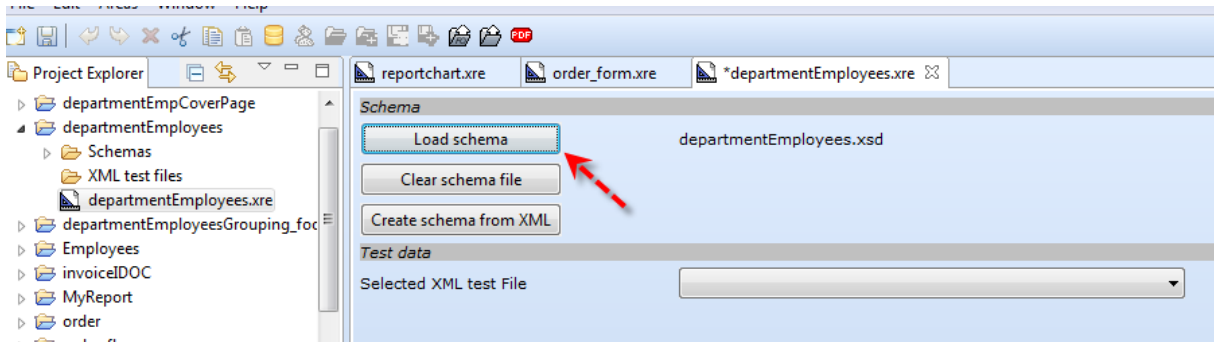 File Edit Areas Window Help
PDF
Project Explorer
reportchart.xre
order_form.xre
*departmentEmployees.xre
departmentEmpCoverPage
departmentEmployees
Schemas
XML test files
departmentEmployees.xre
departmentEmployeesGrouping_foc
Employees
invoiceIDOC
MyReport
order
Schema
Load schema
departmentEmployees.xsd
Clear schema file
Create schema from XML
Test data
Selected XML test File